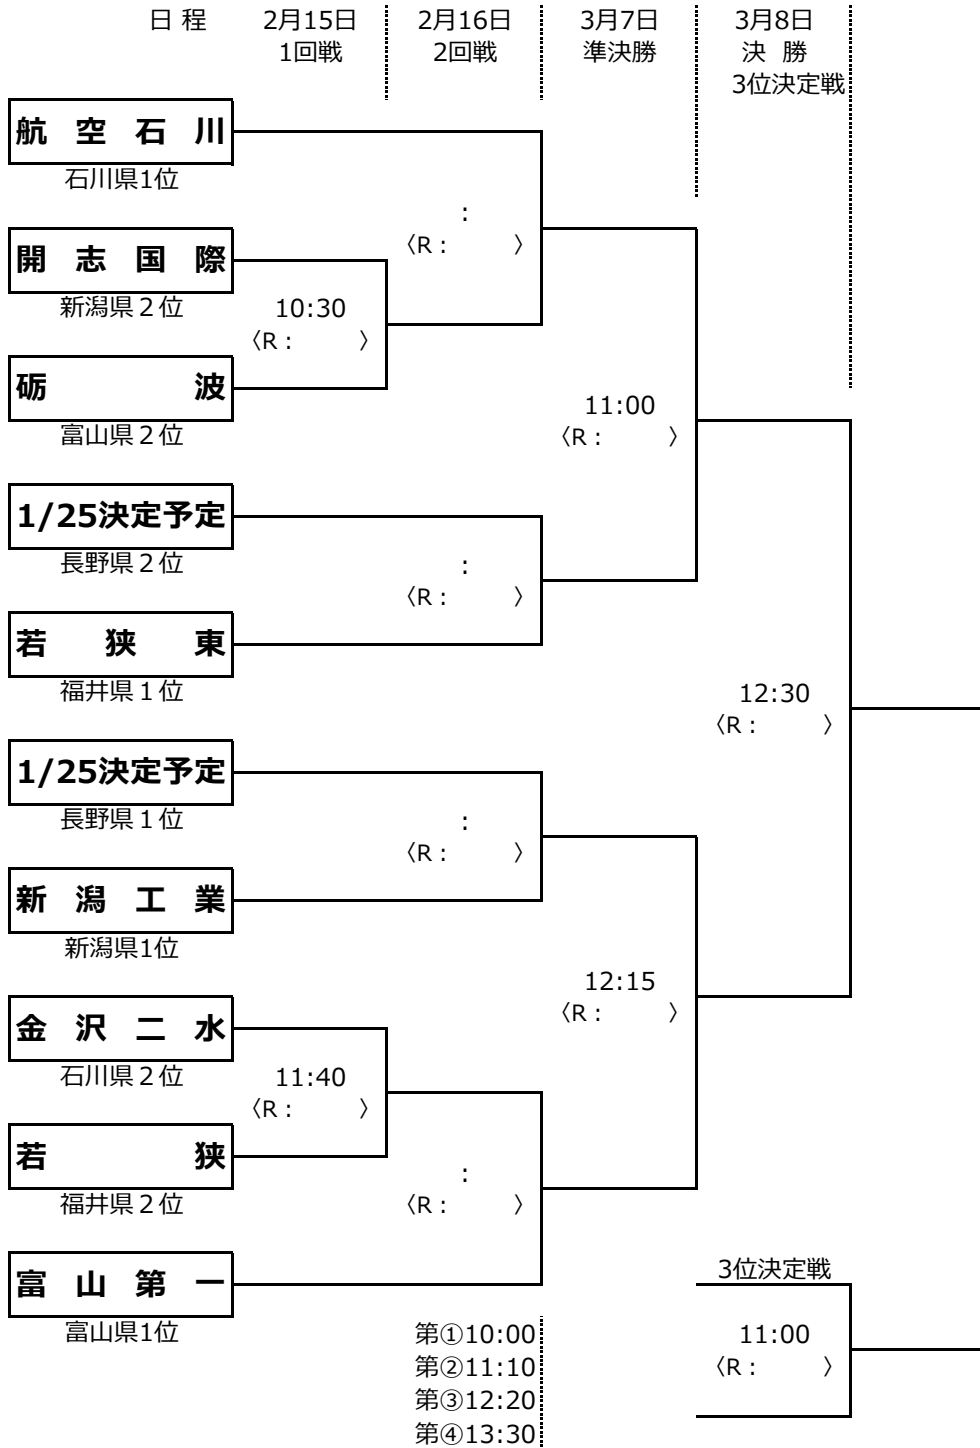 日 程　2月15日　2月16日　3月7日　3月8日
1回戦　2回戦　準決勝　決 勝
3位決定戦
航 空 石 川
石川県1位
:
〈R： 〉
開 志 国 際
新潟県２位
10:30
〈R： 〉
砺 波
富山県２位
11:00
〈R： 〉
1/25決定予定
長野県２位
:
〈R： 〉
若 狭 東
福井県１位
12:30
〈R： 〉
1/25決定予定
長野県１位
:
〈R： 〉
新 潟 工 業
新潟県1位
12:15
〈R： 〉
金 沢 二 水
石川県２位
11:40
〈R： 〉
若 狭
福井県２位
:
〈R： 〉
富 山 第 一
富山県1位
3位決定戦
11:00
〈R： 〉
第①10:00
第②11:10
第③12:20
第④13:30